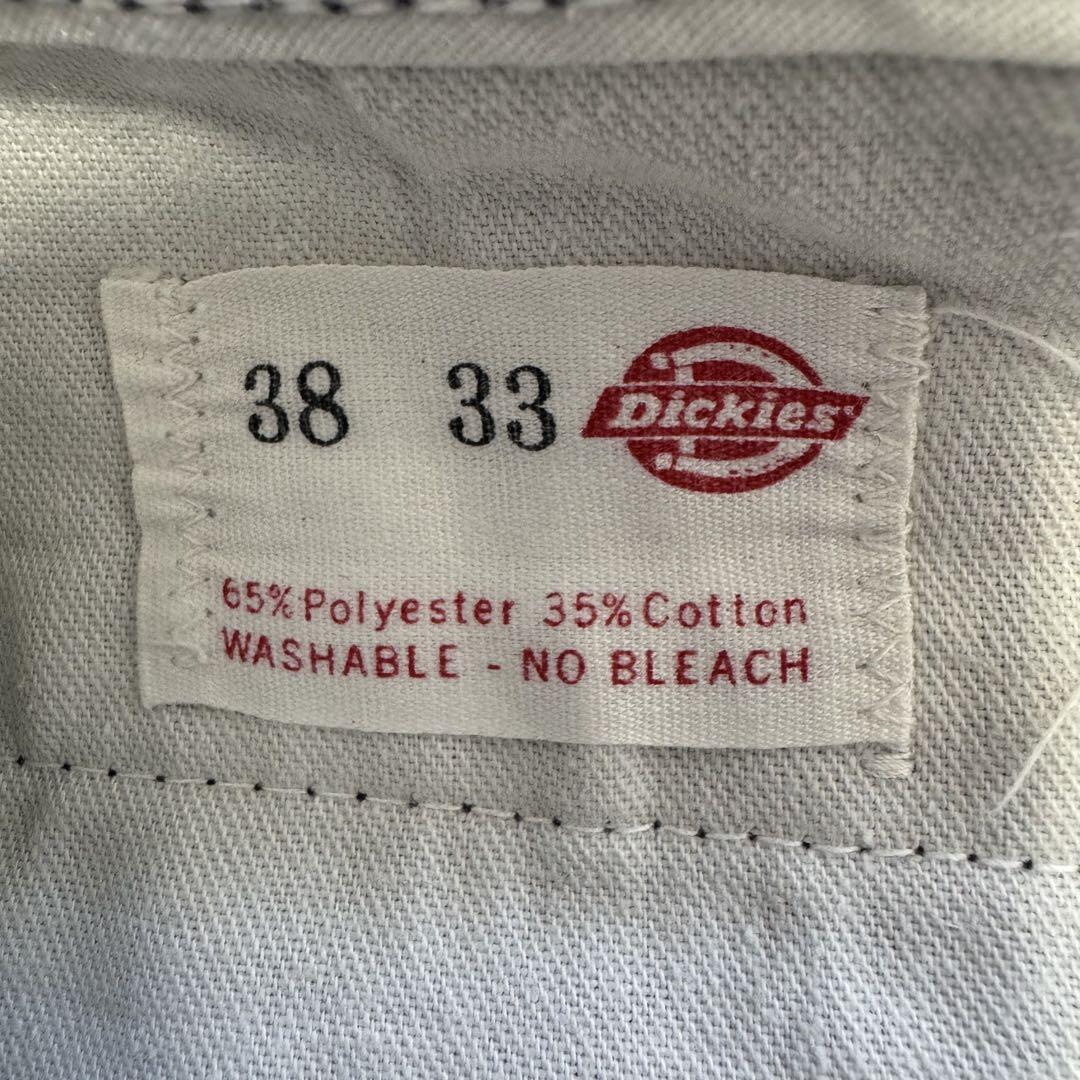 38 33 Dickies
65% Polyester 35% Cotton
WASHABLE - NO BLEACH